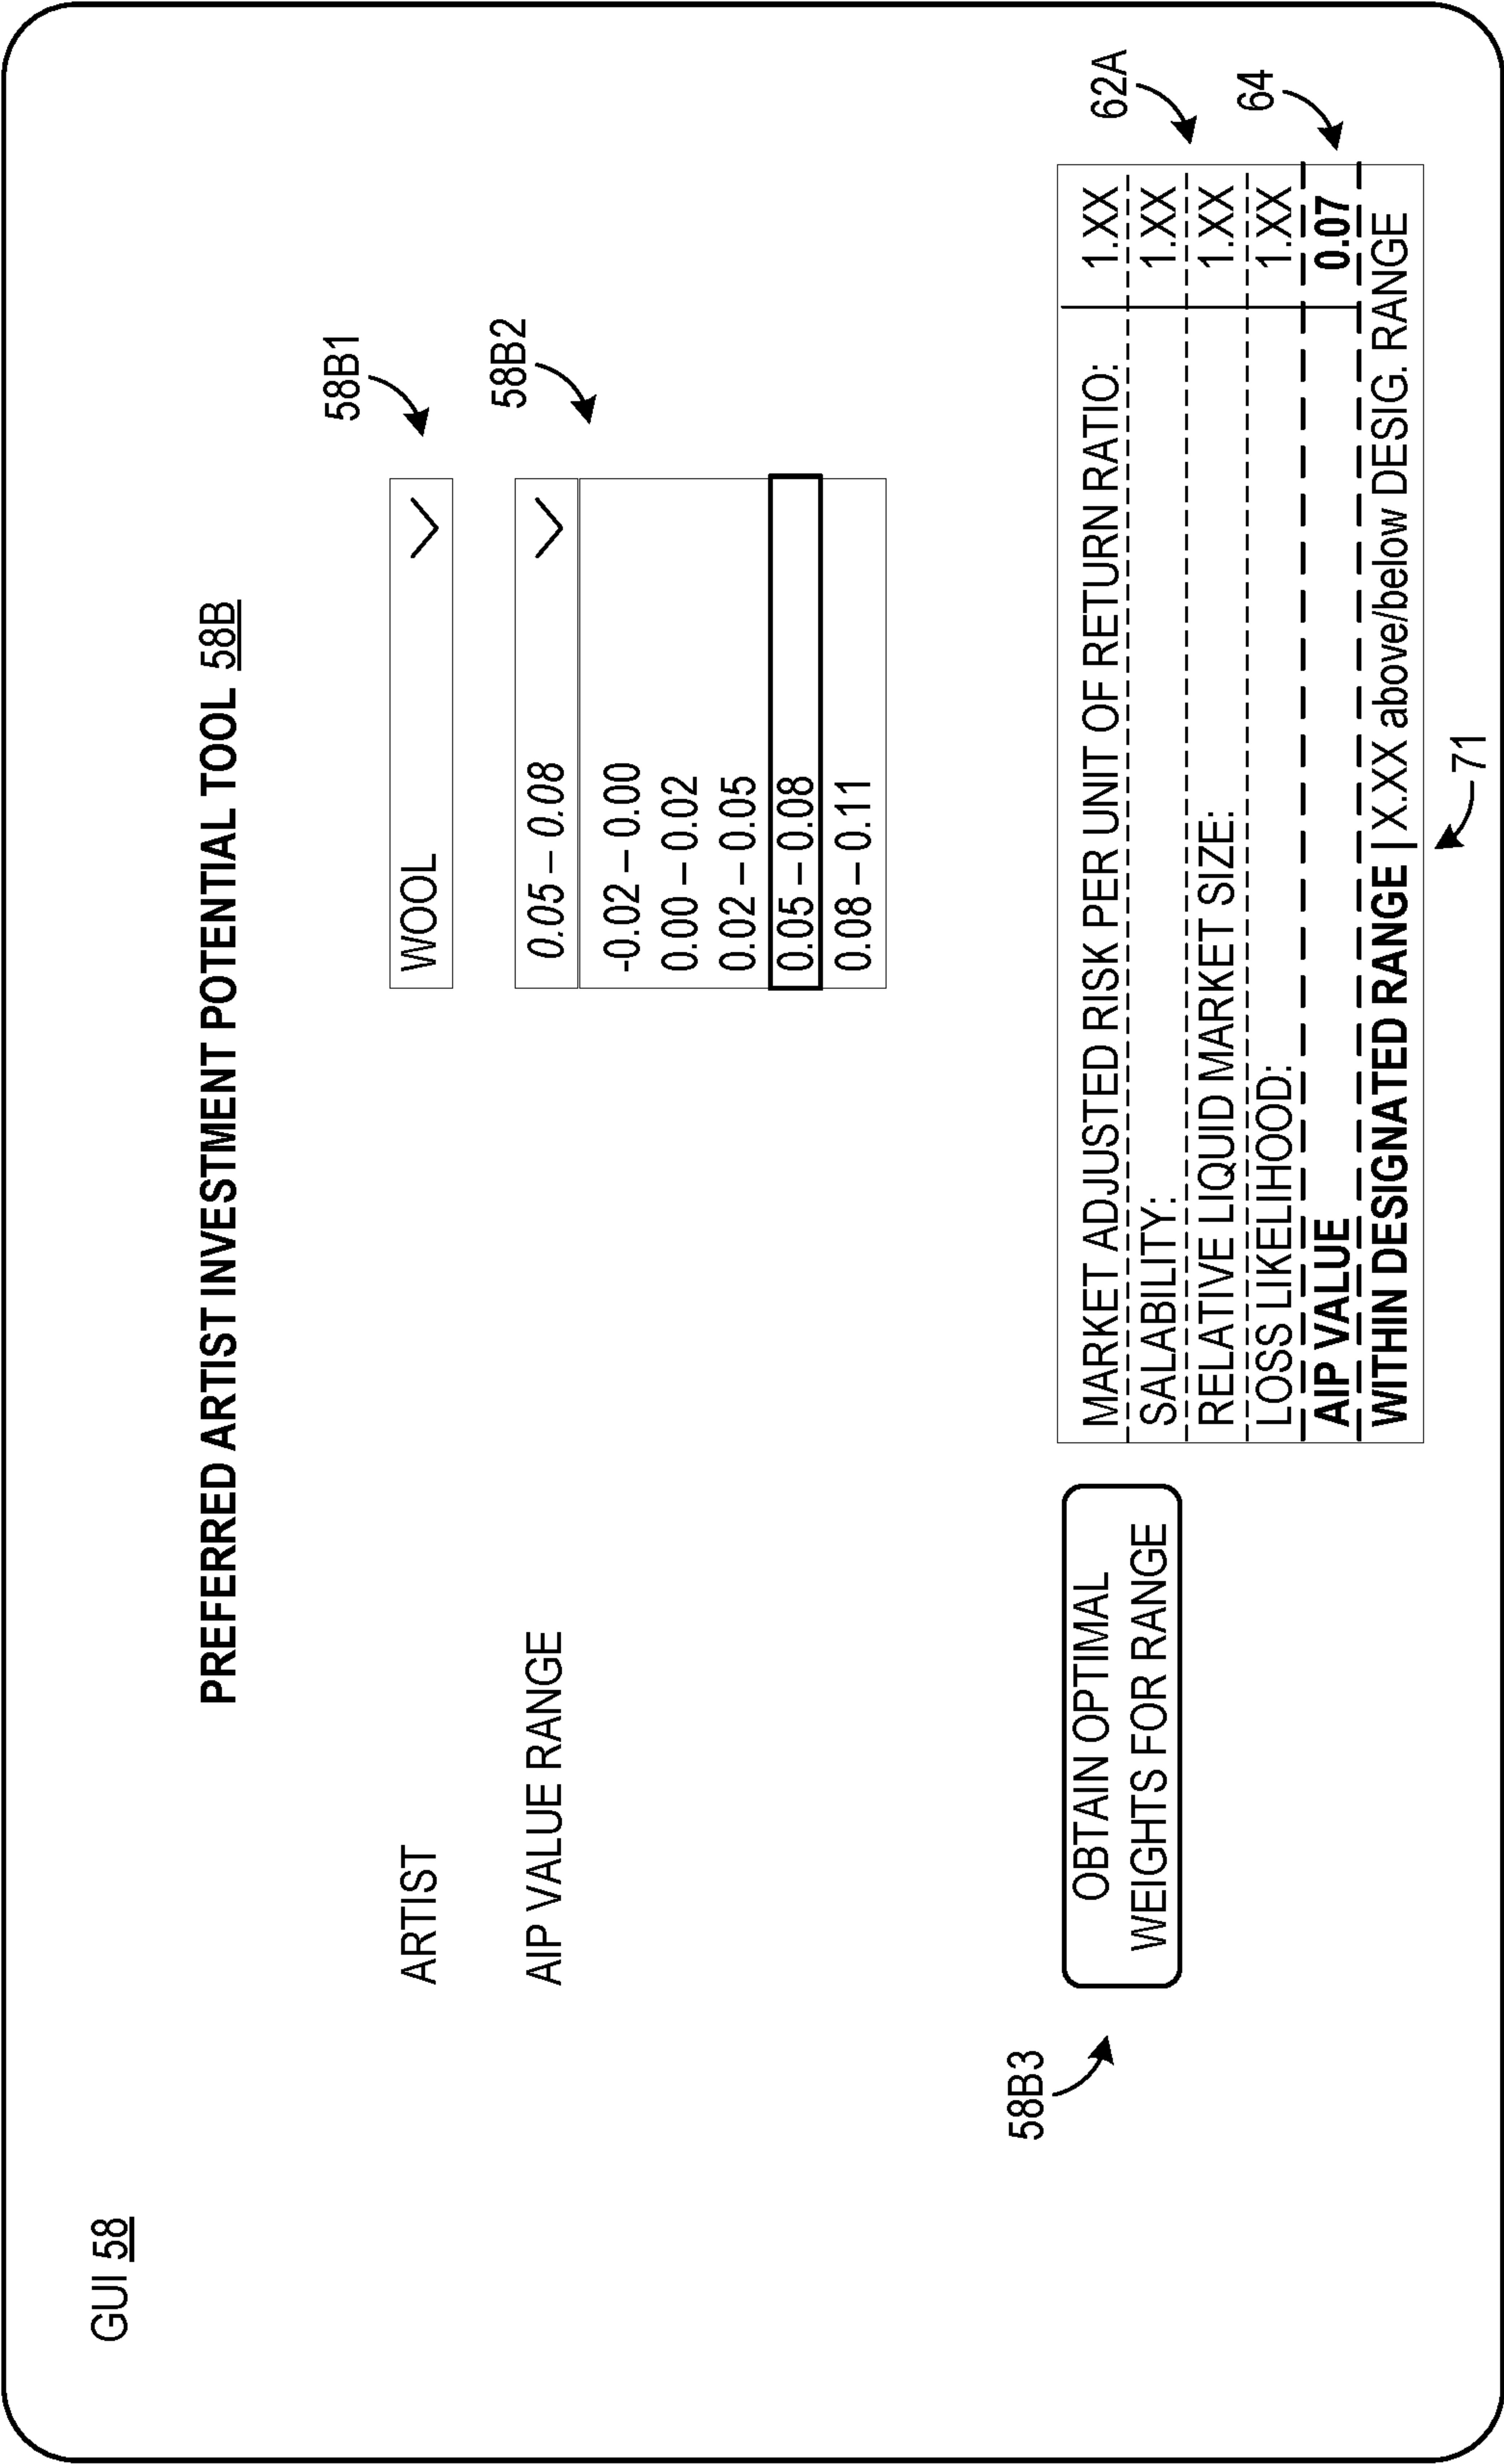 GUI 58
PREFERRED ARTIST INVESTMENT POTENTIAL TOOL 58B
58B1
ARTIST
WOOL
58B2
AIP VALUE RANGE
0.05 – 0.08
-0.02 – 0.00
0.00 – 0.02
0.02 – 0.05
0.05 – 0.08
0.08 – 0.11
58B3
OBTAIN OPTIMAL
WEIGHTS FOR RANGE
MARKET ADJUSTED RISK PER UNIT OF RETURN RATIO: 1.XX
62A
SALABILITY: 1.XX
RELATIVE LIQUID MARKET SIZE: 1.XX
LOSS LIKELIHOOD: 1.XX
64
AIP VALUE 0.07
WITHIN DESIGNATED RANGE | X.XX above/below DESIG. RANGE
71